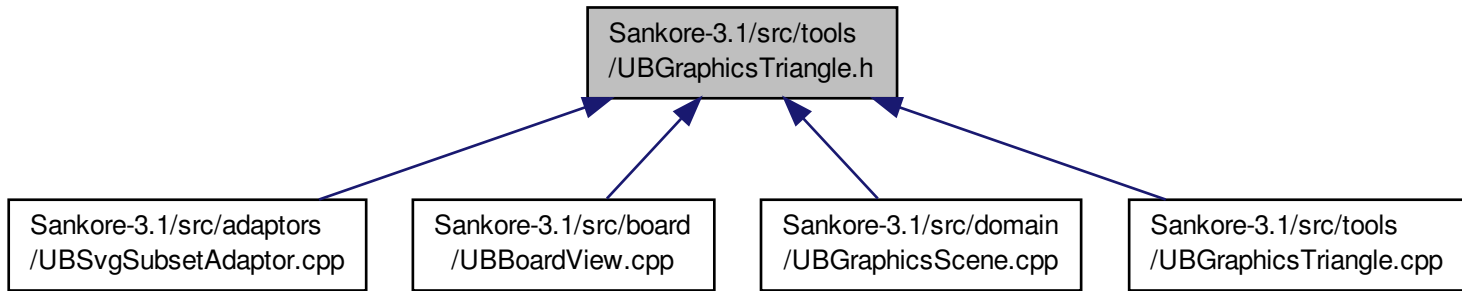 Sankore-3.1/src/tools
/UBGraphicsTriangle.h
Sankore-3.1/src/adaptors
/UBSvgSubsetAdaptor.cpp
Sankore-3.1/src/board
/UBBoardView.cpp
Sankore-3.1/src/domain
/UBGraphicsScene.cpp
Sankore-3.1/src/tools
/UBGraphicsTriangle.cpp